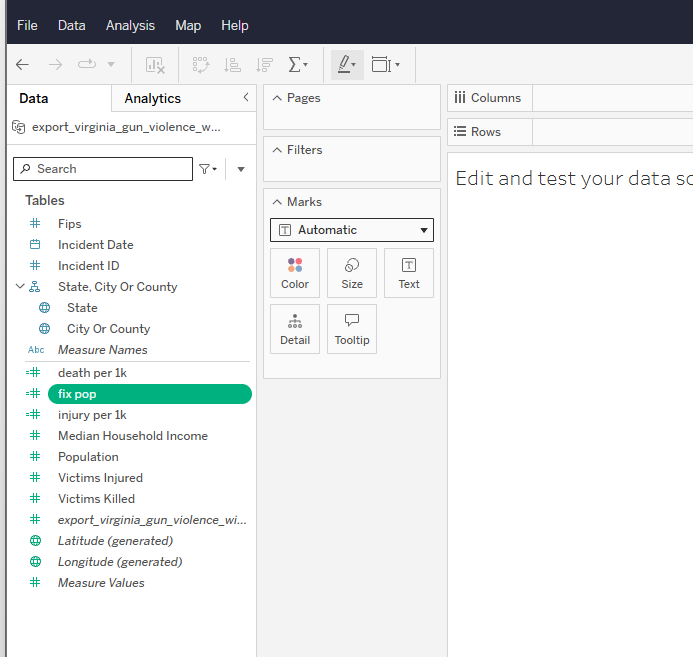 File Data Analysis Map Help
Data Analytics
export_virginia_gun_violence_w...
Search
Tables
Fips
Incident Date
Incident ID
State, City Or County
State
City Or County
Abc Measure Names
death per 1k
fix pop
injury per 1k
Median Household Income
Population
Victims Injured
Victims Killed
export_virginia_gun_violence_wi...
Latitude (generated)
Longitude (generated)
Measure Values
Pages
Filters
Marks
Automatic
Color Size Text
Detail Tooltip
Columns
Rows
Edit and test your data so